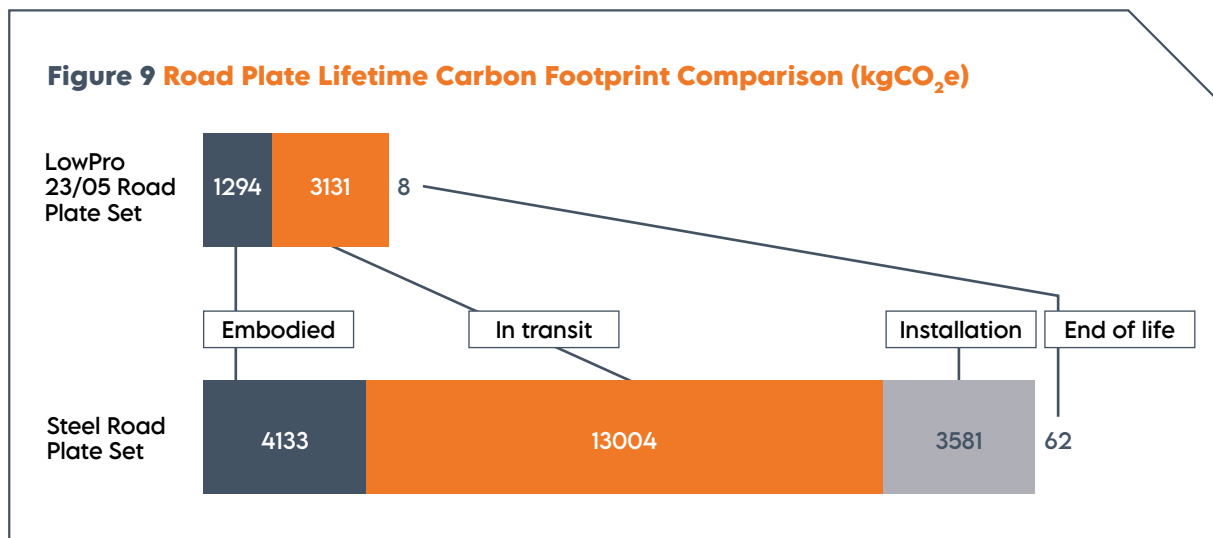 Figure 9 Road Plate Lifetime Carbon Footprint Comparison (kgCO₂e)
LowPro
23/05 Road
Plate Set
1294 3131 8
Embodied In transit Installation End of life
Steel Road
Plate Set
4133 13004 3581 62